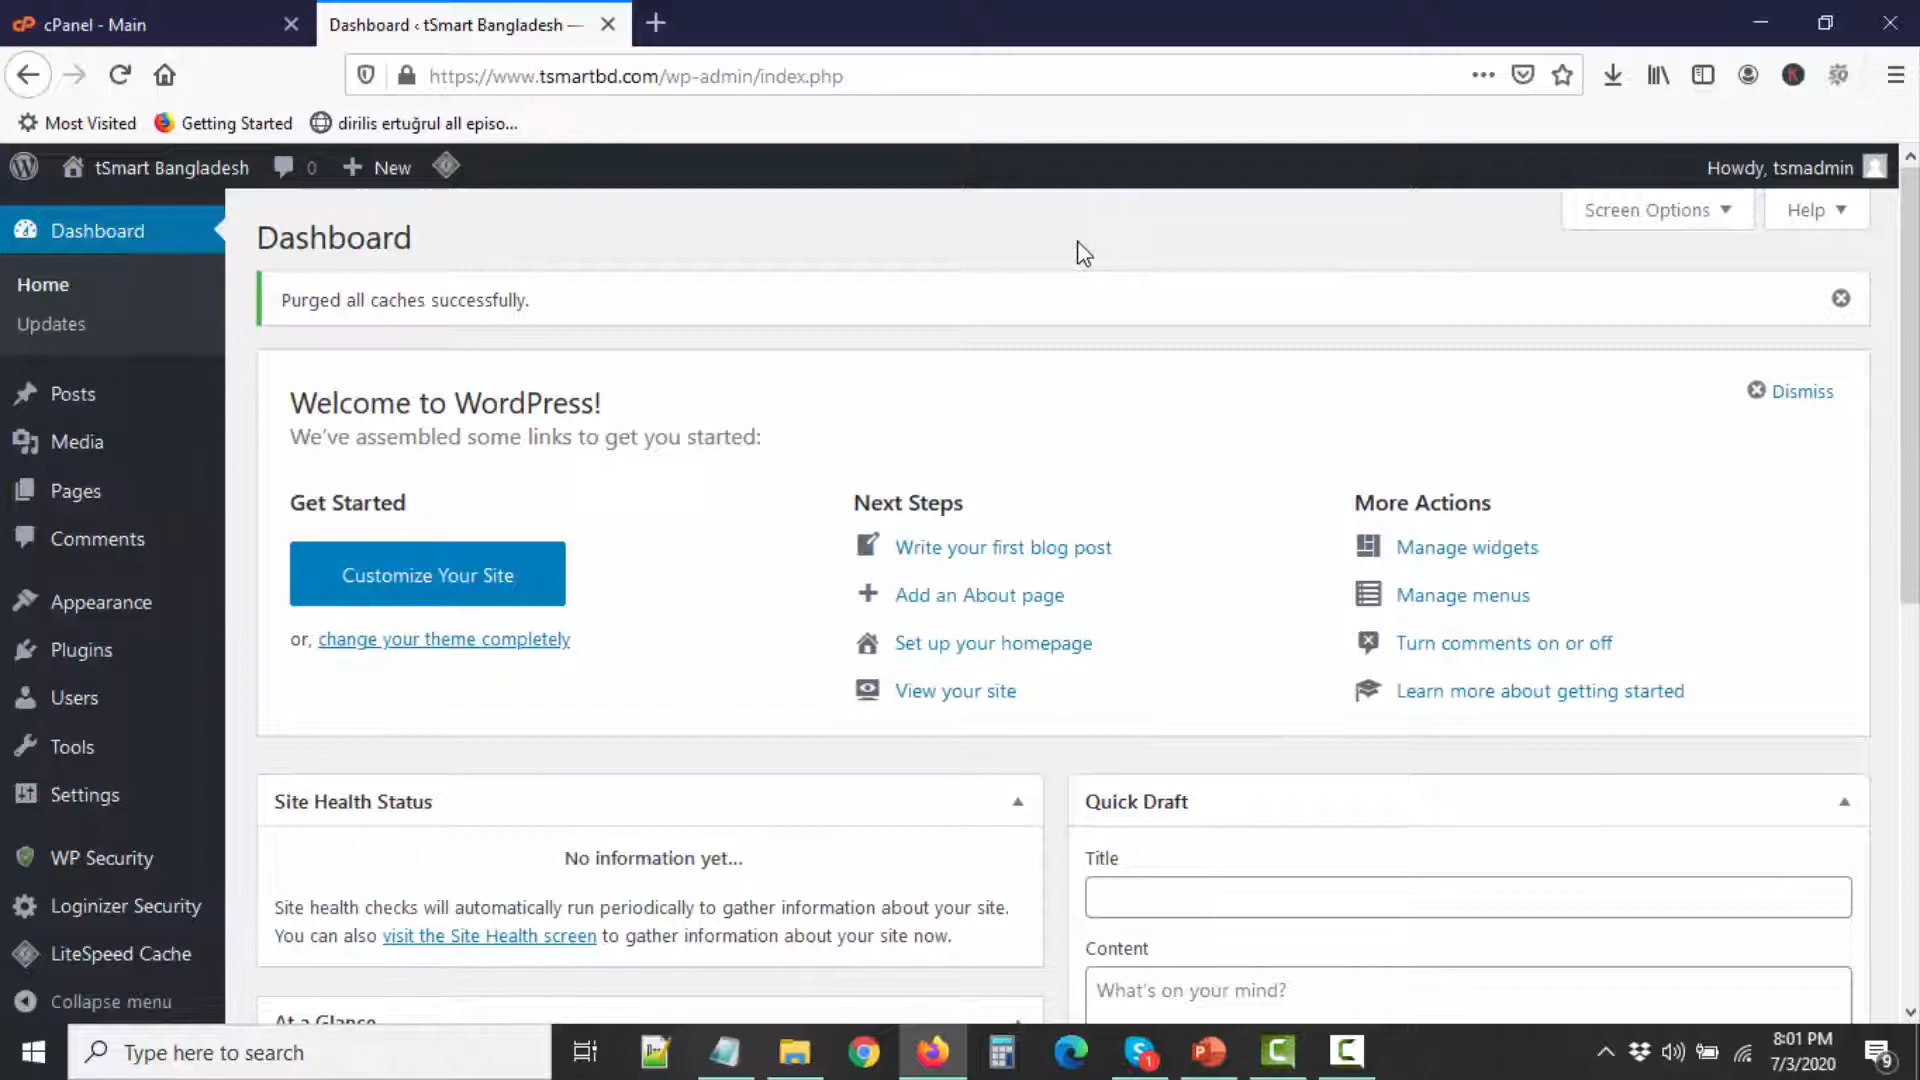 cPanel - Main
Dashboard ‹ tSmart Bangladesh —
https://www.tsmartbd.com/wp-admin/index.php
Most Visited
Getting Started
dirilis ertuğrul all episo...
tSmart Bangladesh
0
New
Howdy, tsmadmin
Screen Options
Help
Dashboard
Home
Updates
Posts
Media
Pages
Comments
Appearance
Plugins
Users
Tools
Settings
WP Security
Loginizer Security
LiteSpeed Cache
Collapse menu
Dashboard
Purged all caches successfully.
Welcome to WordPress!
We've assembled some links to get you started:
Dismiss
Get Started
Customize Your Site
or, change your theme completely
Next Steps
Write your first blog post
Add an About page
Set up your homepage
View your site
More Actions
Manage widgets
Manage menus
Turn comments on or off
Learn more about getting started
Site Health Status
No information yet...
Site health checks will automatically run periodically to gather information about your site.
You can also visit the Site Health screen to gather information about your site now.
At a Glance
Quick Draft
Title
Content
What's on your mind?
Type here to search
1
8:01 PM
7/3/2020
9